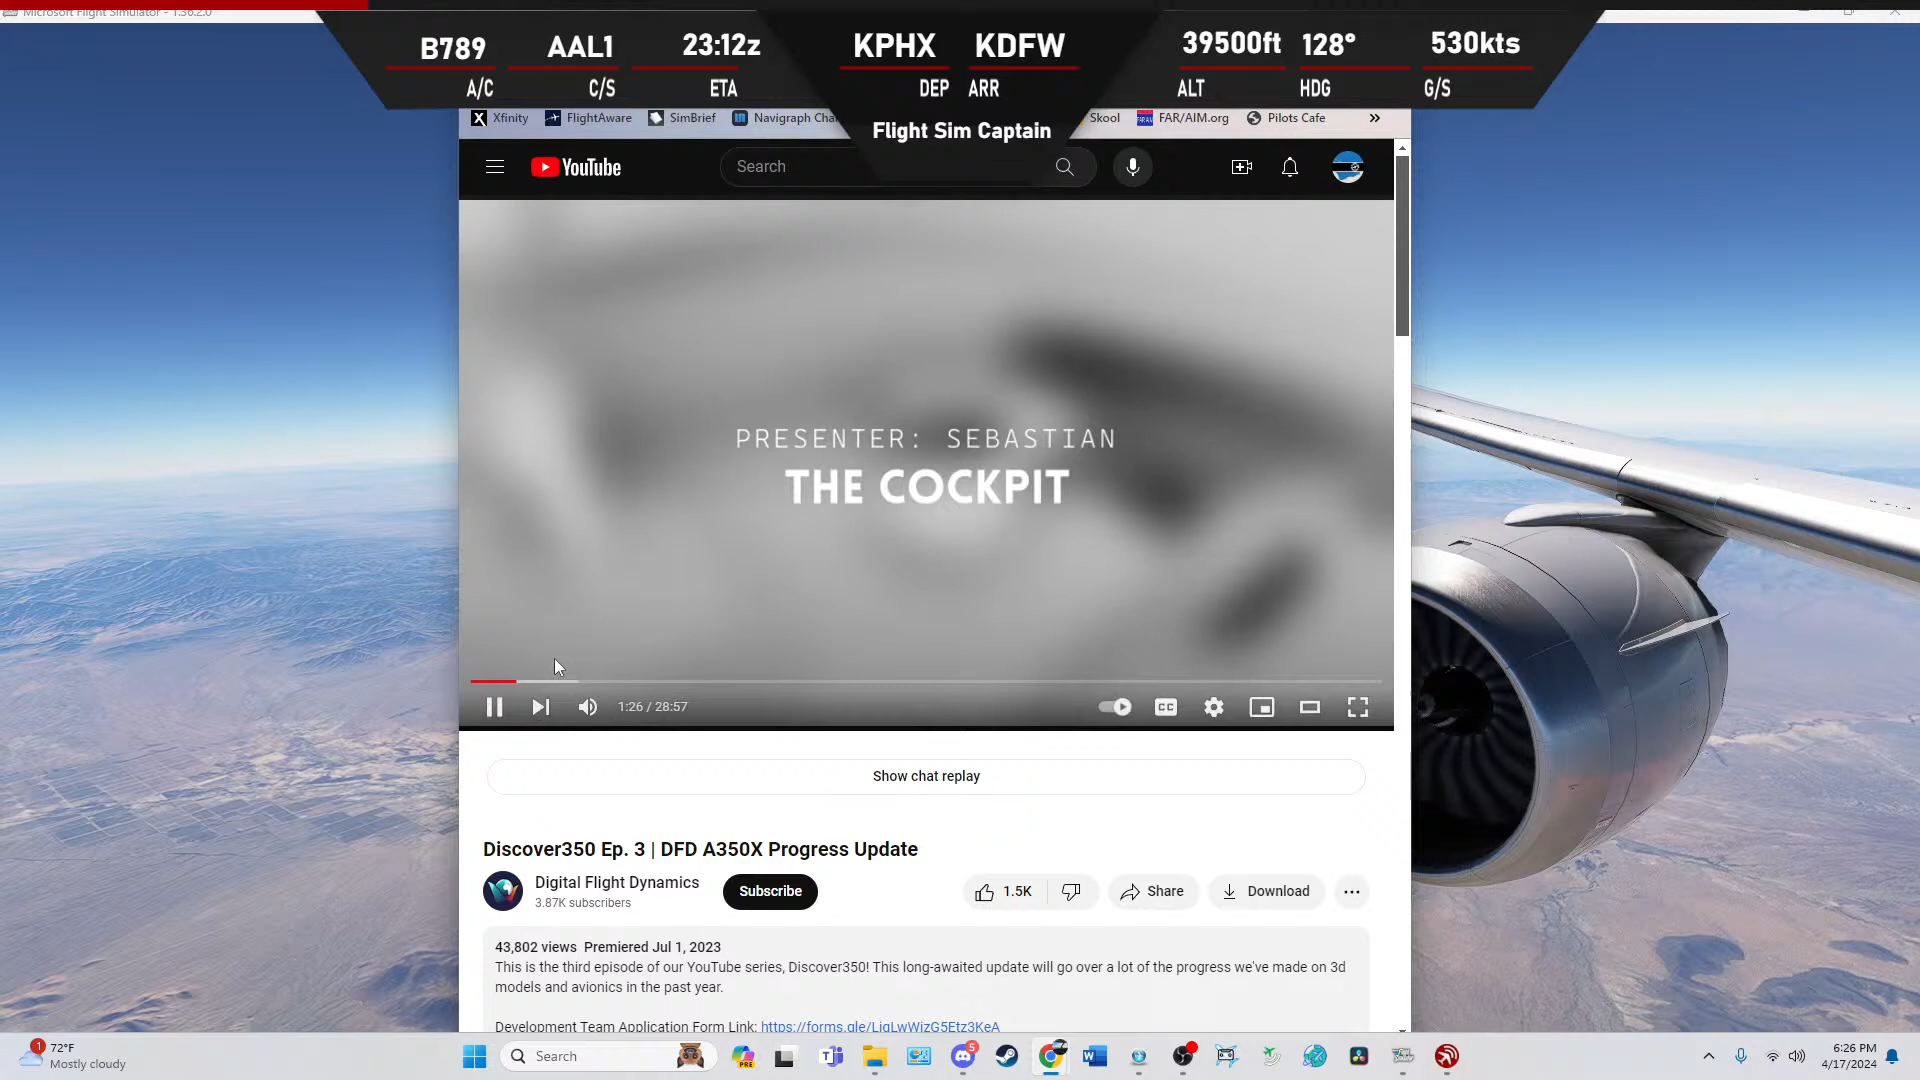 Microsoft Flight Simulator - 1.36.2.0
B789 AAL1 23:12z KPHX KDFW 39500ft 128° 530kts
A/C C/S ETA DEP ARR ALT HDG G/S
Flight Sim Captain
Xfinity FlightAware SimBrief Navigraph Skool FAR/AIM.org Pilots Cafe »
YouTube Search
PRESENTER: SEBASTIAN
THE COCKPIT
1:26 / 28:57 CC
Show chat replay
Discover350 Ep. 3 | DFD A350X Progress Update
Digital Flight Dynamics
3.87K subscribers
Subscribe
1.5K Share Download
43,802 views Premiered Jul 1, 2023
This is the third episode of our YouTube series, Discover350! This long-awaited update will go over a lot of the progress we've made on 3d
models and avionics in the past year.
Development Team Application Form Link: https://forms.gle/LigLwWjzG5Etz3KeA
1 72°F
Mostly cloudy
Search PRE 5
6:26 PM
4/17/2024